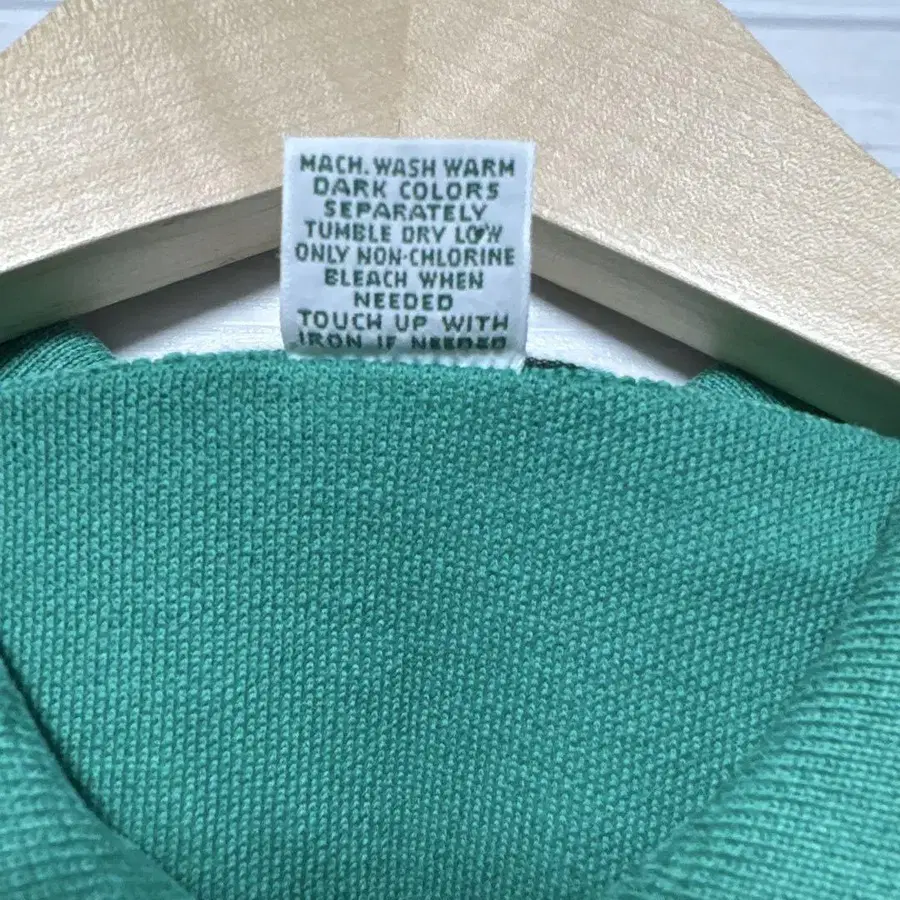 MACH. WASH WARM
DARK COLORS
SEPARATELY
TUMBLE DRY LOW
ONLY NON-CHLORINE
BLEACH WHEN
NEEDED
TOUCH UP WITH
IRON IF NEEDED